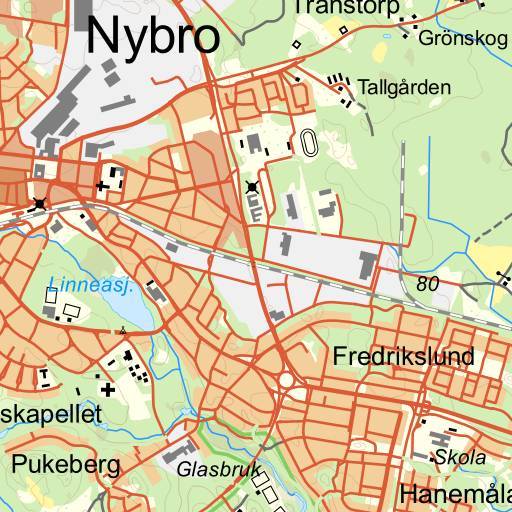 Transtorp
Nybro
Grönskog
Tallgården
Linneasj.
80
Fredrikslund
skapellet
Pukeberg
Glasbruk
Skola
Hanemåla